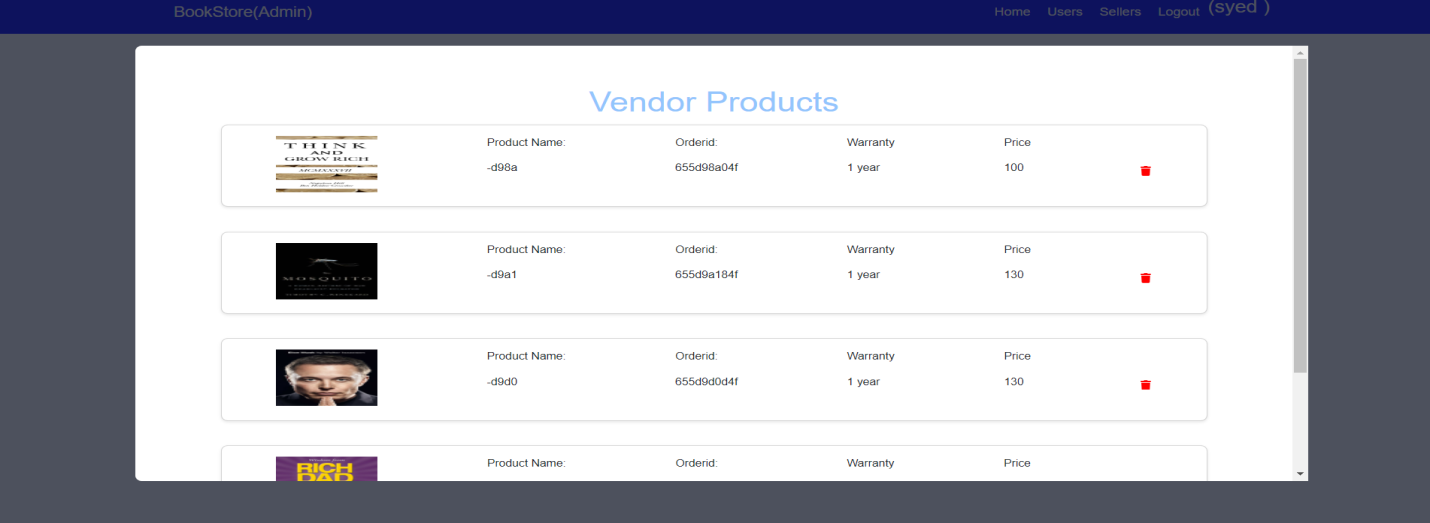 BookStore(Admin)
Home Users Sellers Logout (syed )
Vendor Products
THINK
AND
GROW RICH
MCMXXXVII
Product Name: Orderid: Warranty Price
-d98a 655d98a04f 1 year 100
MOSQUITO
Product Name: Orderid: Warranty Price
-d9a1 655d9a184f 1 year 130
Product Name: Orderid: Warranty Price
-d9d0 655d9d0d4f 1 year 130
RICH
DAD
Product Name: Orderid: Warranty Price